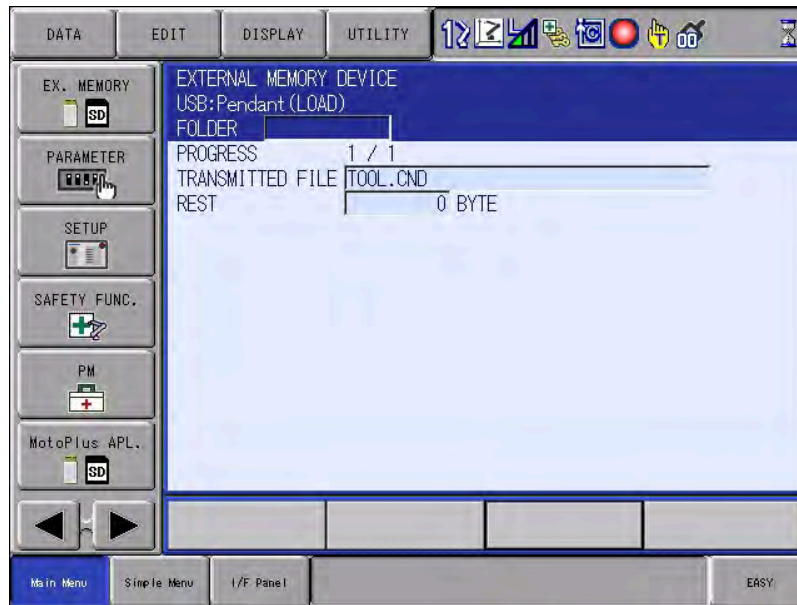 DATA EDIT DISPLAY UTILITY
EX. MEMORY
SD
PARAMETER
SETUP
SAFETY FUNC.
PM
MotoPlus APL.
SD
EXTERNAL MEMORY DEVICE
USB:Pendant(LOAD)
FOLDER
PROGRESS 1 / 1
TRANSMITTED FILE TOOL.CND
REST 0 BYTE
Main Menu Simple Menu I/F Panel EASY